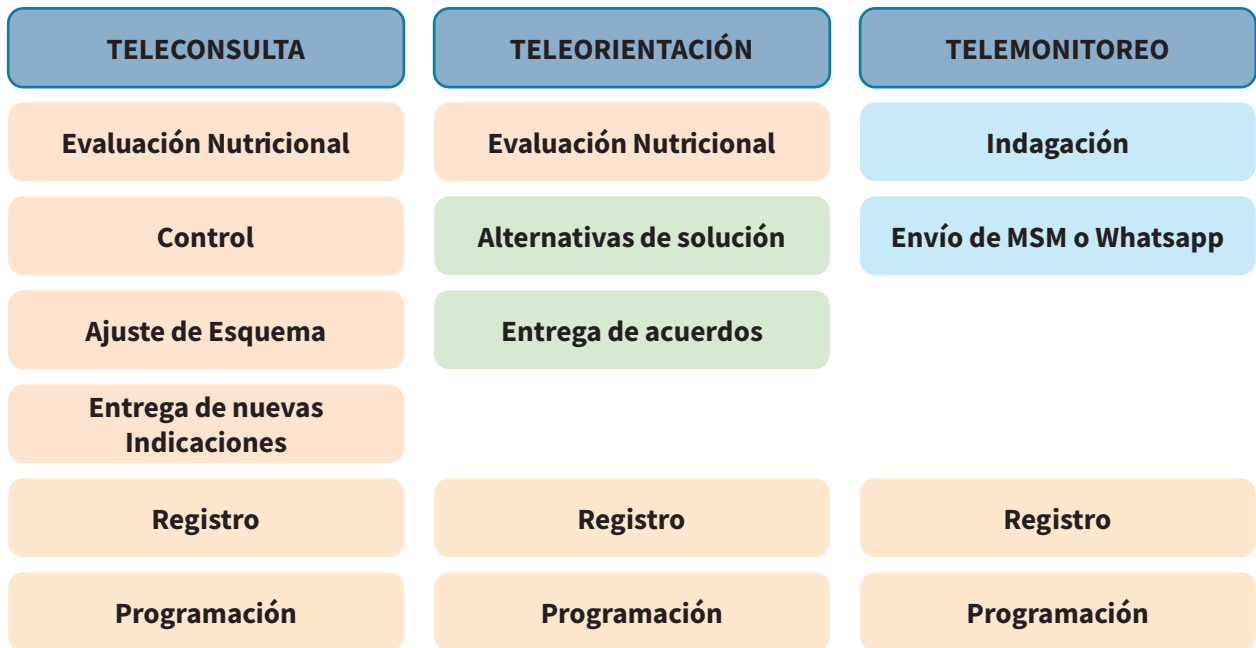 TELECONSULTA
TELEORIENTACIÓN
TELEMONITOREO
Evaluación Nutricional
Evaluación Nutricional
Indagación
Control
Alternativas de solución
Envío de MSM o Whatsapp
Ajuste de Esquema
Entrega de acuerdos
Entrega de nuevas
Indicaciones
Registro
Registro
Registro
Programación
Programación
Programación